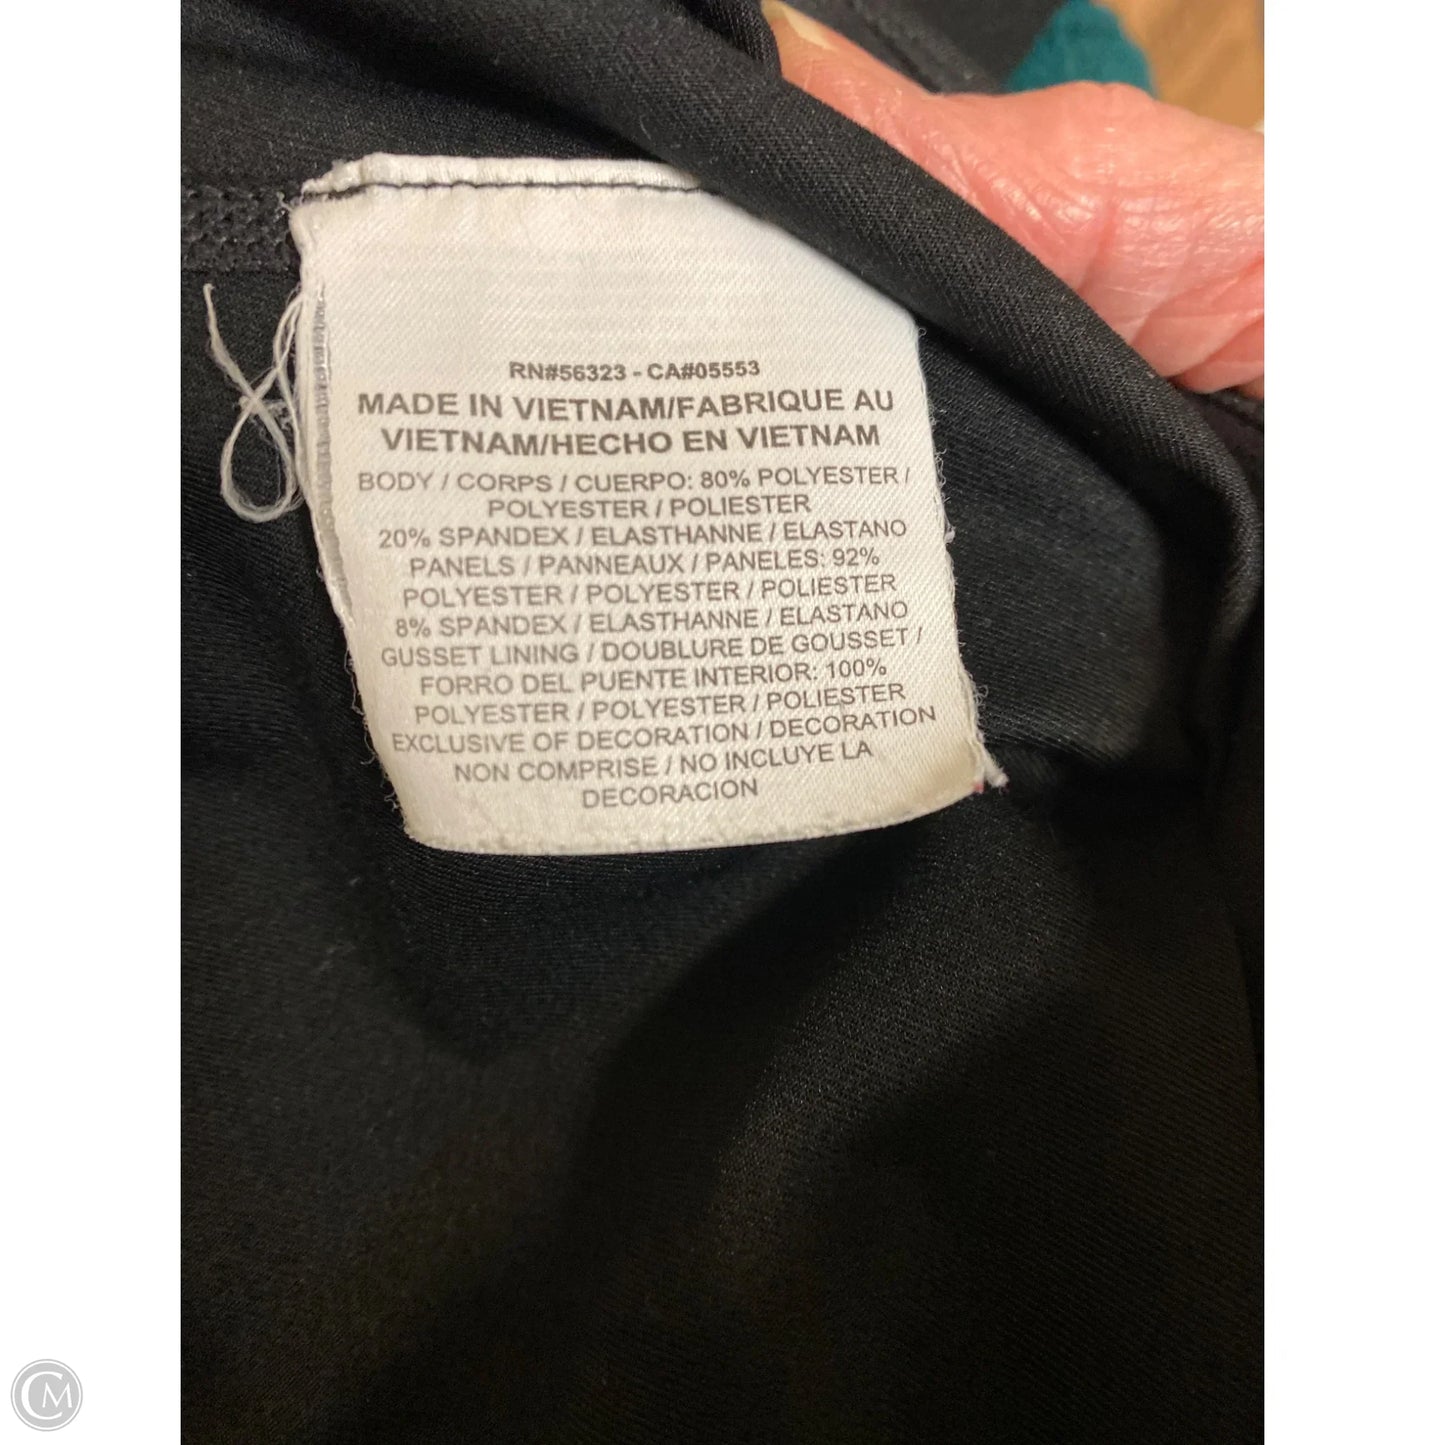 RN#56323 - CA#05553
MADE IN VIETNAM/FABRIQUE AU
VIETNAM/HECHO EN VIETNAM
BODY / CORPS / CUERPO: 80% POLYESTER /
POLYESTER / POLIESTER
20% SPANDEX / ELASTHANNE / ELASTANO
PANELS / PANNEAUX / PANELES: 92%
POLYESTER / POLYESTER / POLIESTER
8% SPANDEX / ELASTHANNE / ELASTANO
GUSSET LINING / DOUBLURE DE GOUSSET /
FORRO DEL PUENTE INTERIOR: 100%
POLYESTER / POLYESTER / POLIESTER
EXCLUSIVE OF DECORATION / DECORATION
NON COMPRISE / NO INCLUYE LA
DECORACION
CM